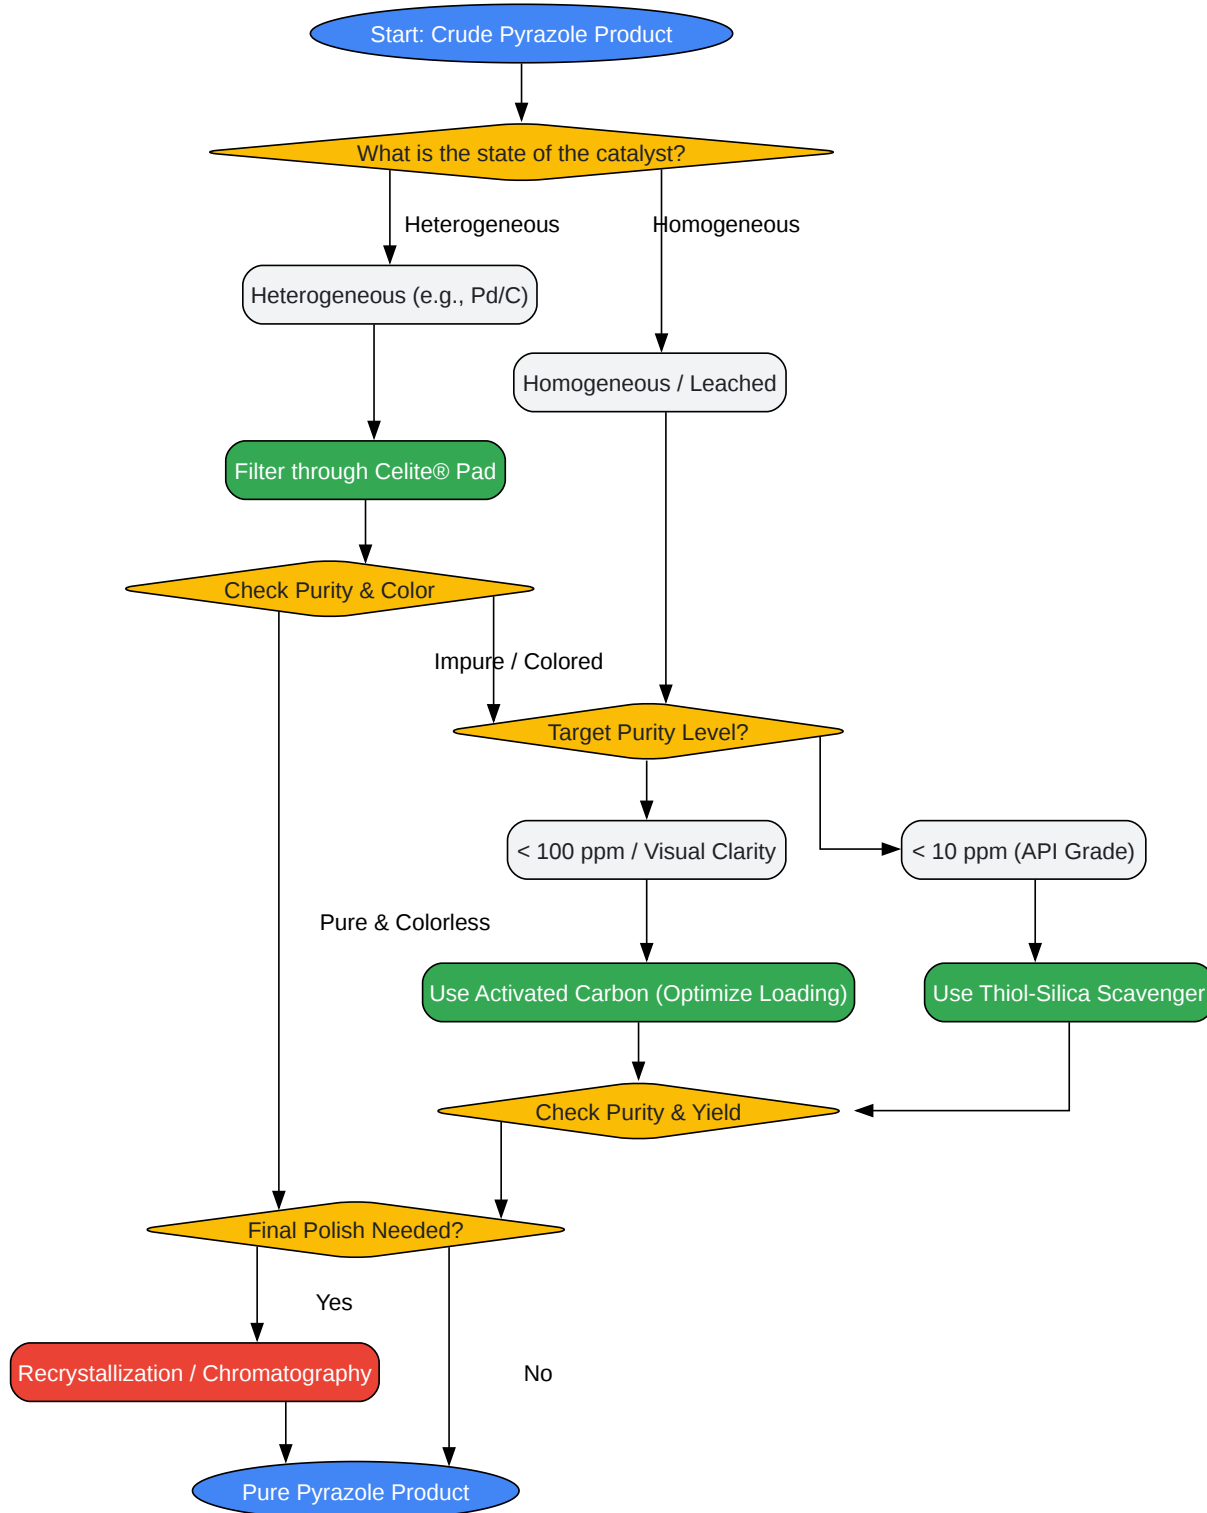 Start: Crude Pyrazole Product
What is the state of the catalyst?
Heterogeneous
Homogeneous
Heterogeneous (e.g., Pd/C)
Homogeneous / Leached
Filter through Celite® Pad
Check Purity & Color
Impure / Colored
Target Purity Level?
< 100 ppm / Visual Clarity
< 10 ppm (API Grade)
Pure & Colorless
Use Activated Carbon (Optimize Loading)
Use Thiol-Silica Scavenger
Check Purity & Yield
Final Polish Needed?
Yes
Recrystallization / Chromatography
No
Pure Pyrazole Product